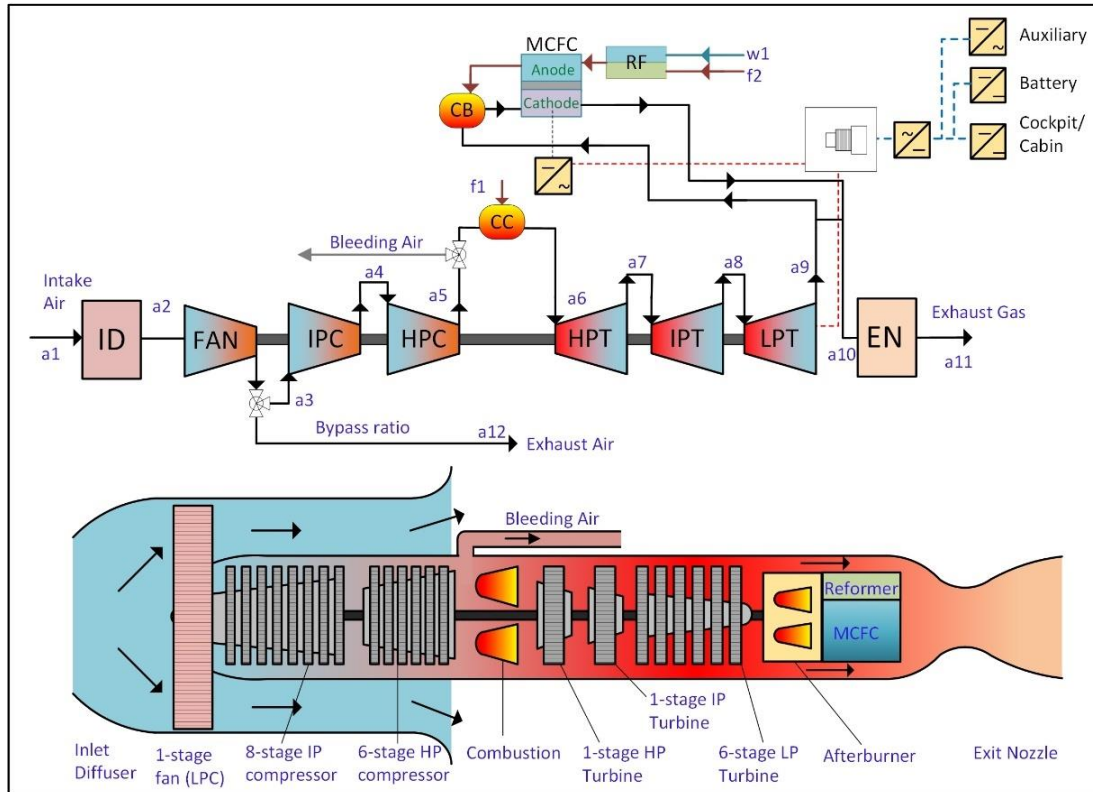 MCFC
Anode
Cathode
RF
w1
f2
CB
Auxiliary
Battery
Cockpit/
Cabin
f1
CC
Bleeding Air
Intake
Air
a1
ID
a2
FAN
a3
IPC
a4
HPC
a5
a6
HPT
a7
IPT
a8
LPT
a9
a10
EN
Exhaust Gas
a11
Bypass ratio
a12
Exhaust Air
Bleeding Air
Reformer
MCFC
Inlet
Diffuser
1-stage
fan (LPC)
8-stage IP
compressor
6-stage HP
compressor
Combustion
1-stage HP
Turbine
1-stage IP
Turbine
6-stage LP
Turbine
Afterburner
Exit Nozzle